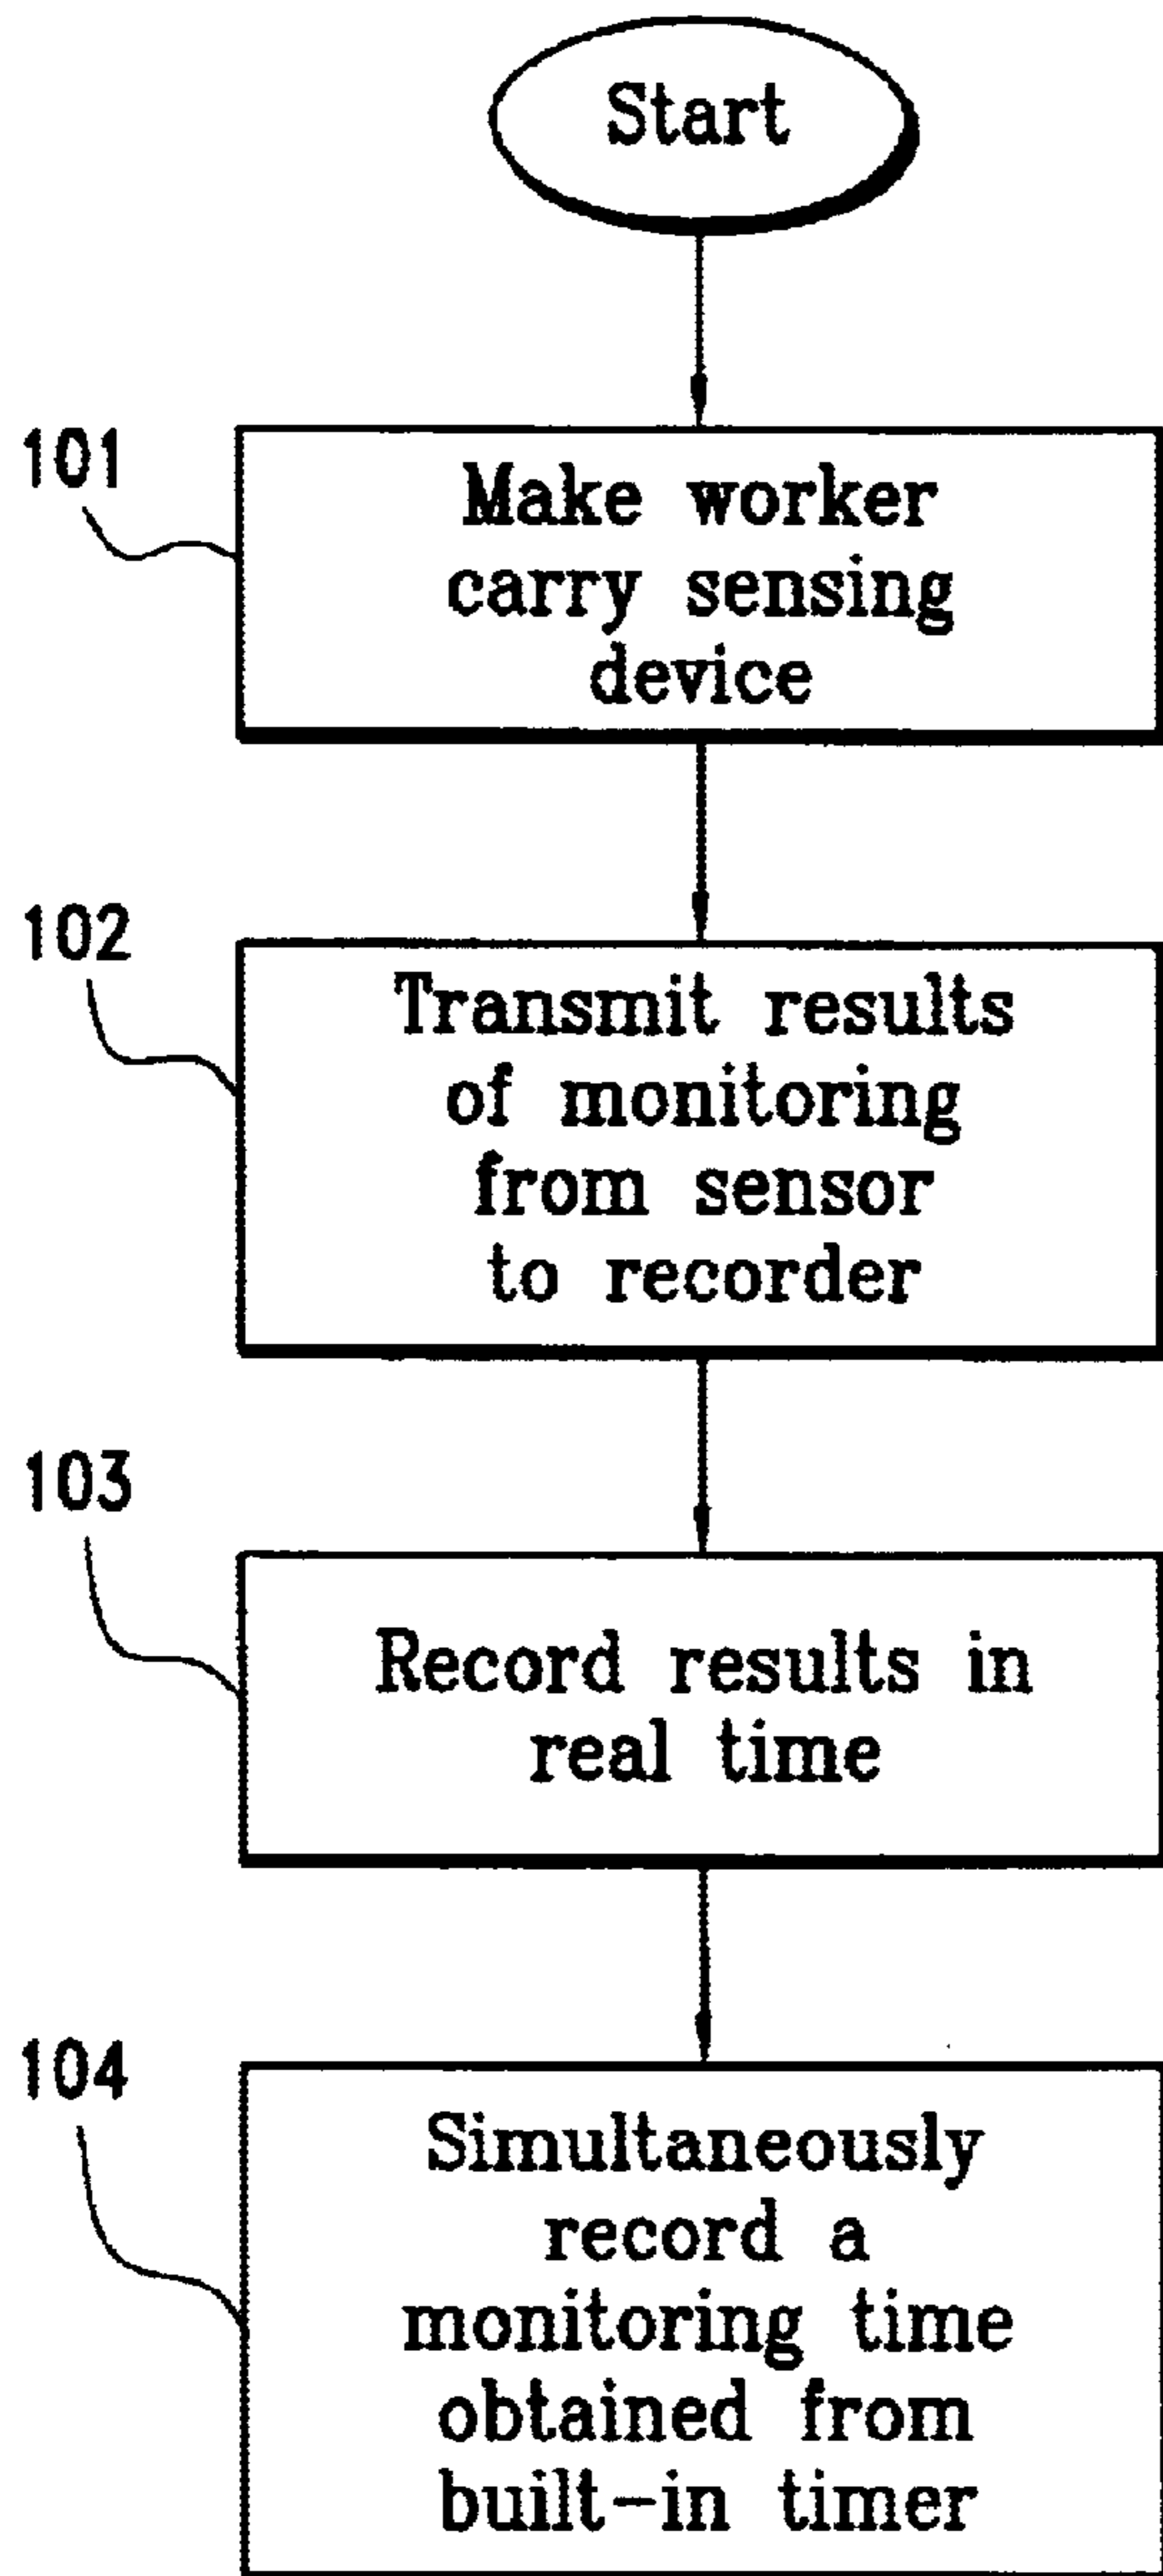 Start
101
Make worker
carry sensing
device
102
Transmit results
of monitoring
from sensor
to recorder
103
Record results in
real time
104
Simultaneously
record a
monitoring time
obtained from
built-in timer